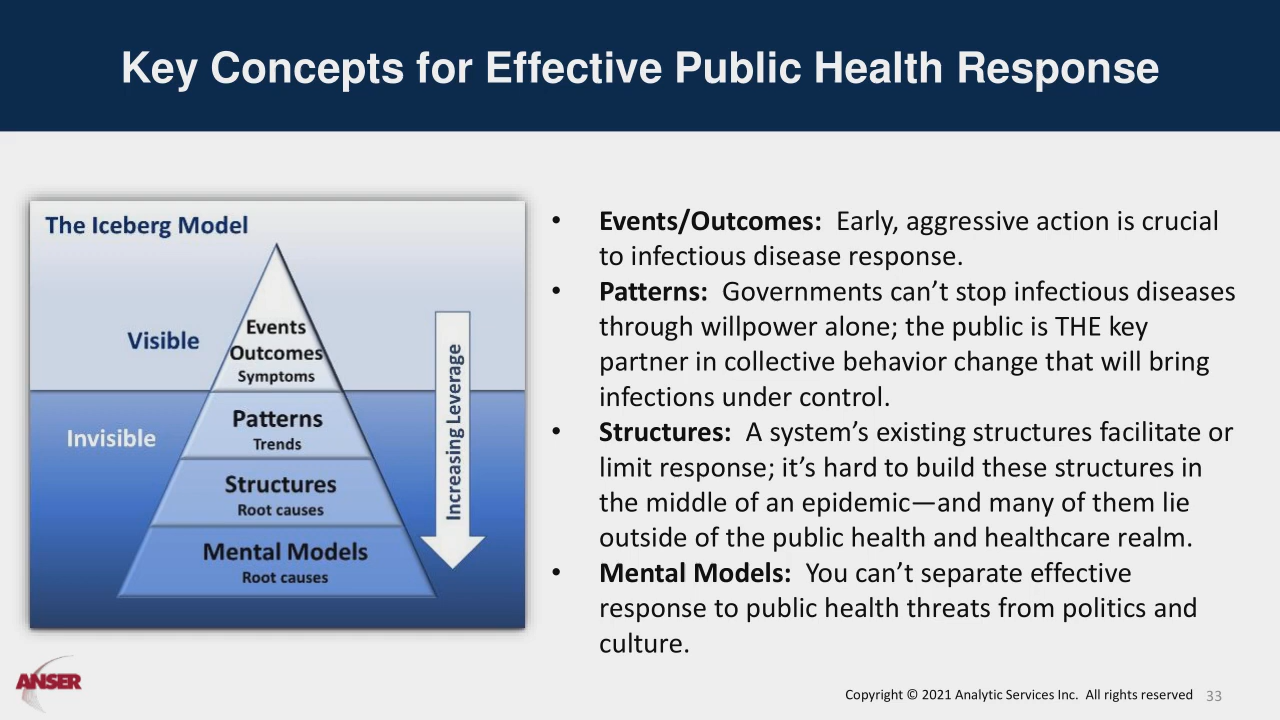 Key Concepts for Effective Public Health Response
The Iceberg Model
Visible
Events
Outcomes
Symptoms
Invisible
Patterns
Trends
Structures
Root causes
Mental Models
Root causes
Increasing Leverage
• Events/Outcomes: Early, aggressive action is crucial
to infectious disease response.
• Patterns: Governments can’t stop infectious diseases
through willpower alone; the public is THE key
partner in collective behavior change that will bring
infections under control.
• Structures: A system’s existing structures facilitate or
limit response; it’s hard to build these structures in
the middle of an epidemic—and many of them lie
outside of the public health and healthcare realm.
• Mental Models: You can’t separate effective
response to public health threats from politics and
culture.
ANSER
Copyright © 2021 Analytic Services Inc. All rights reserved 33